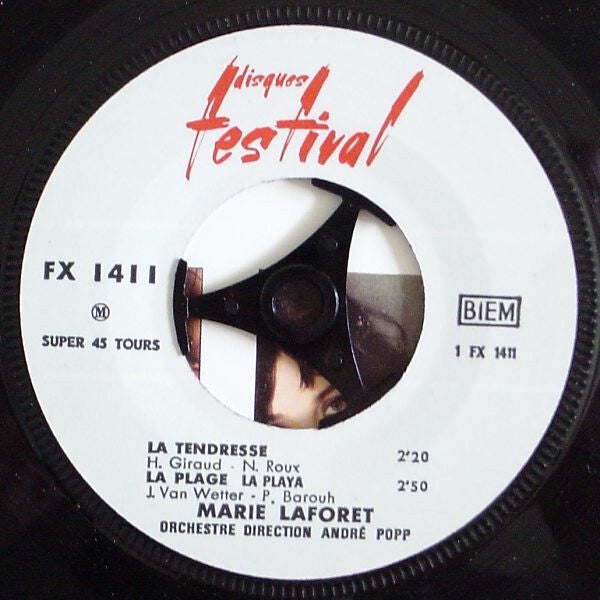 disques
festival
FX 1411
M
SUPER 45 TOURS
BIEM
1 FX 1411
LA TENDRESSE 2'20
H. Giraud - N. Roux
LA PLAGE LA PLAYA 2'50
J. Van Wetter - P. Barouh
MARIE LAFORET
ORCHESTRE DIRECTION ANDRÉ POPP